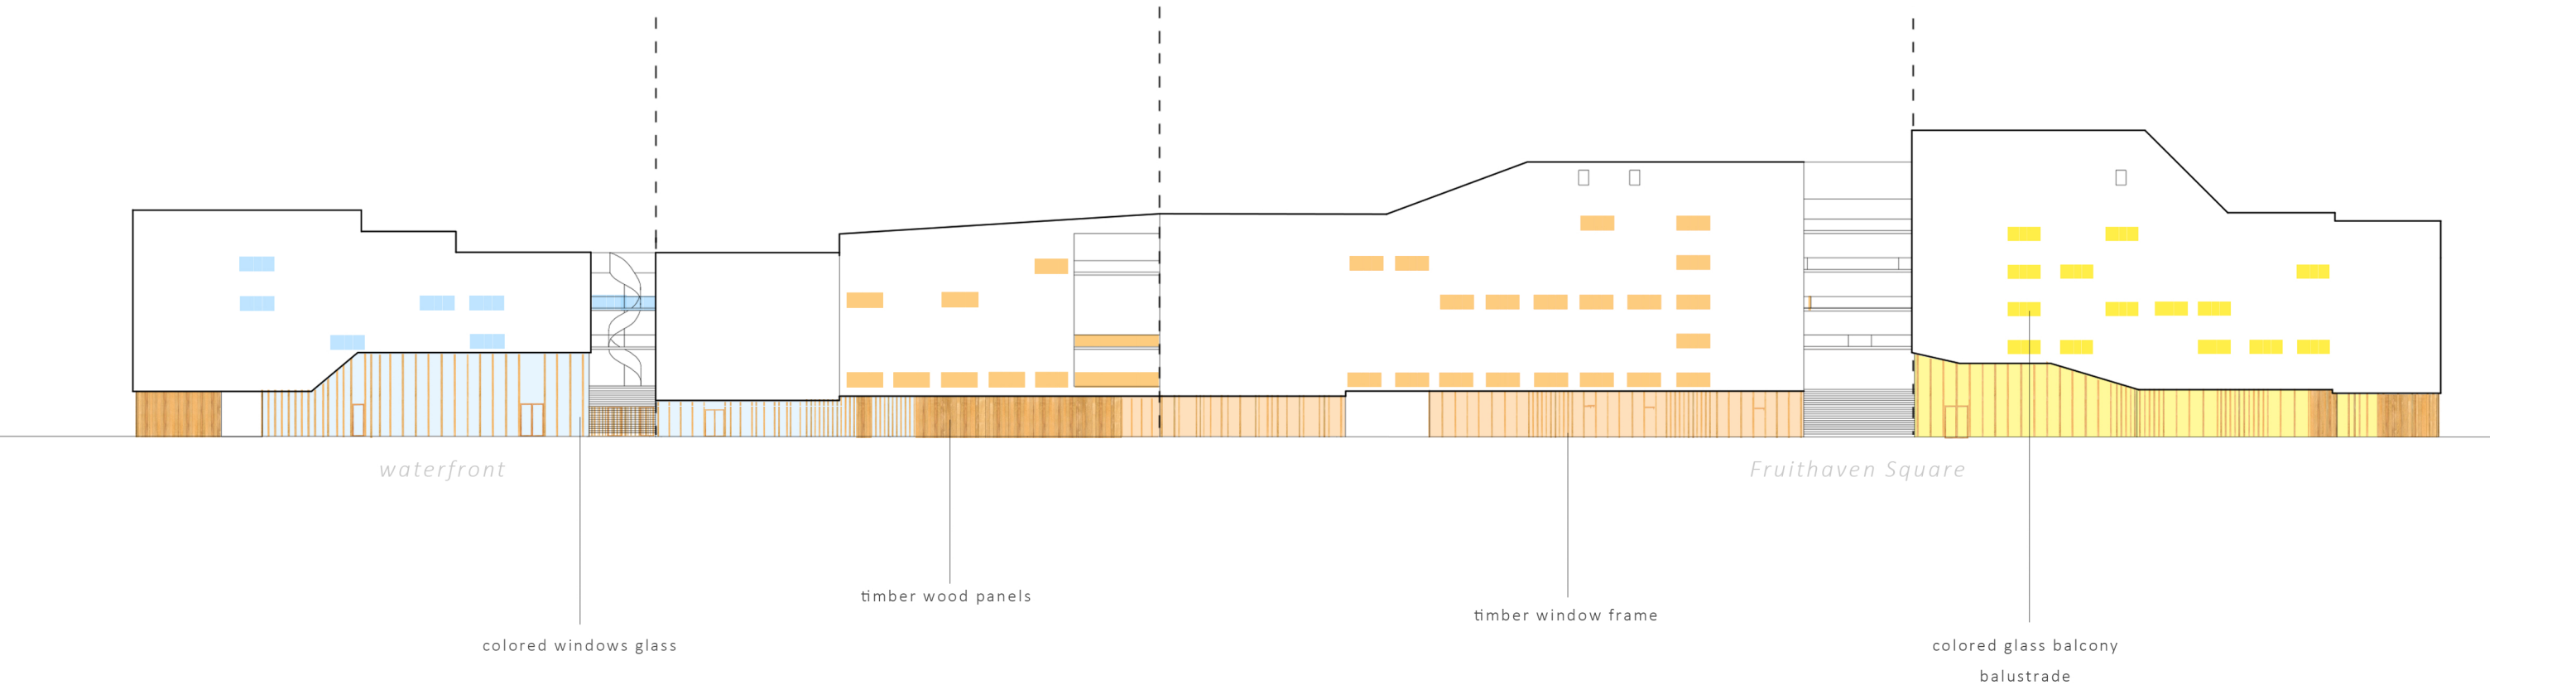 waterfront
Fruithaven Square
timber wood panels
timber window frame
colored windows glass
colored glass balcony
balustrade